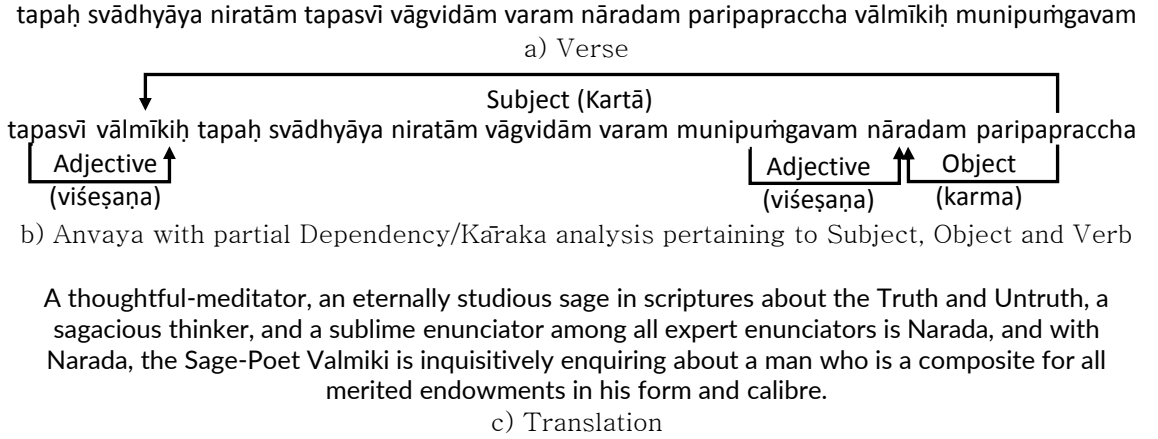 tapaḥ svādhyāya niratām tapasvī vāgvidām varam nāradam paripapraccha vālmīkiḥ munipuṁgavam
a) Verse
Subject (Kartā)
tapasvī vālmīkiḥ tapaḥ svādhyāya niratām vāgvidām varam munipuṁgavam nāradam paripapraccha
Adjective Adjective Object
(viśeṣaṇa) (viśeṣaṇa) (karma)
b) Anvaya with partial Dependency/Kāraka analysis pertaining to Subject, Object and Verb
A thoughtful-meditator, an eternally studious sage in scriptures about the Truth and Untruth, a
sagacious thinker, and a sublime enunciator among all expert enunciators is Narada, and with
Narada, the Sage-Poet Valmiki is inquisitively enquiring about a man who is a composite for all
merited endowments in his form and calibre.
c) Translation